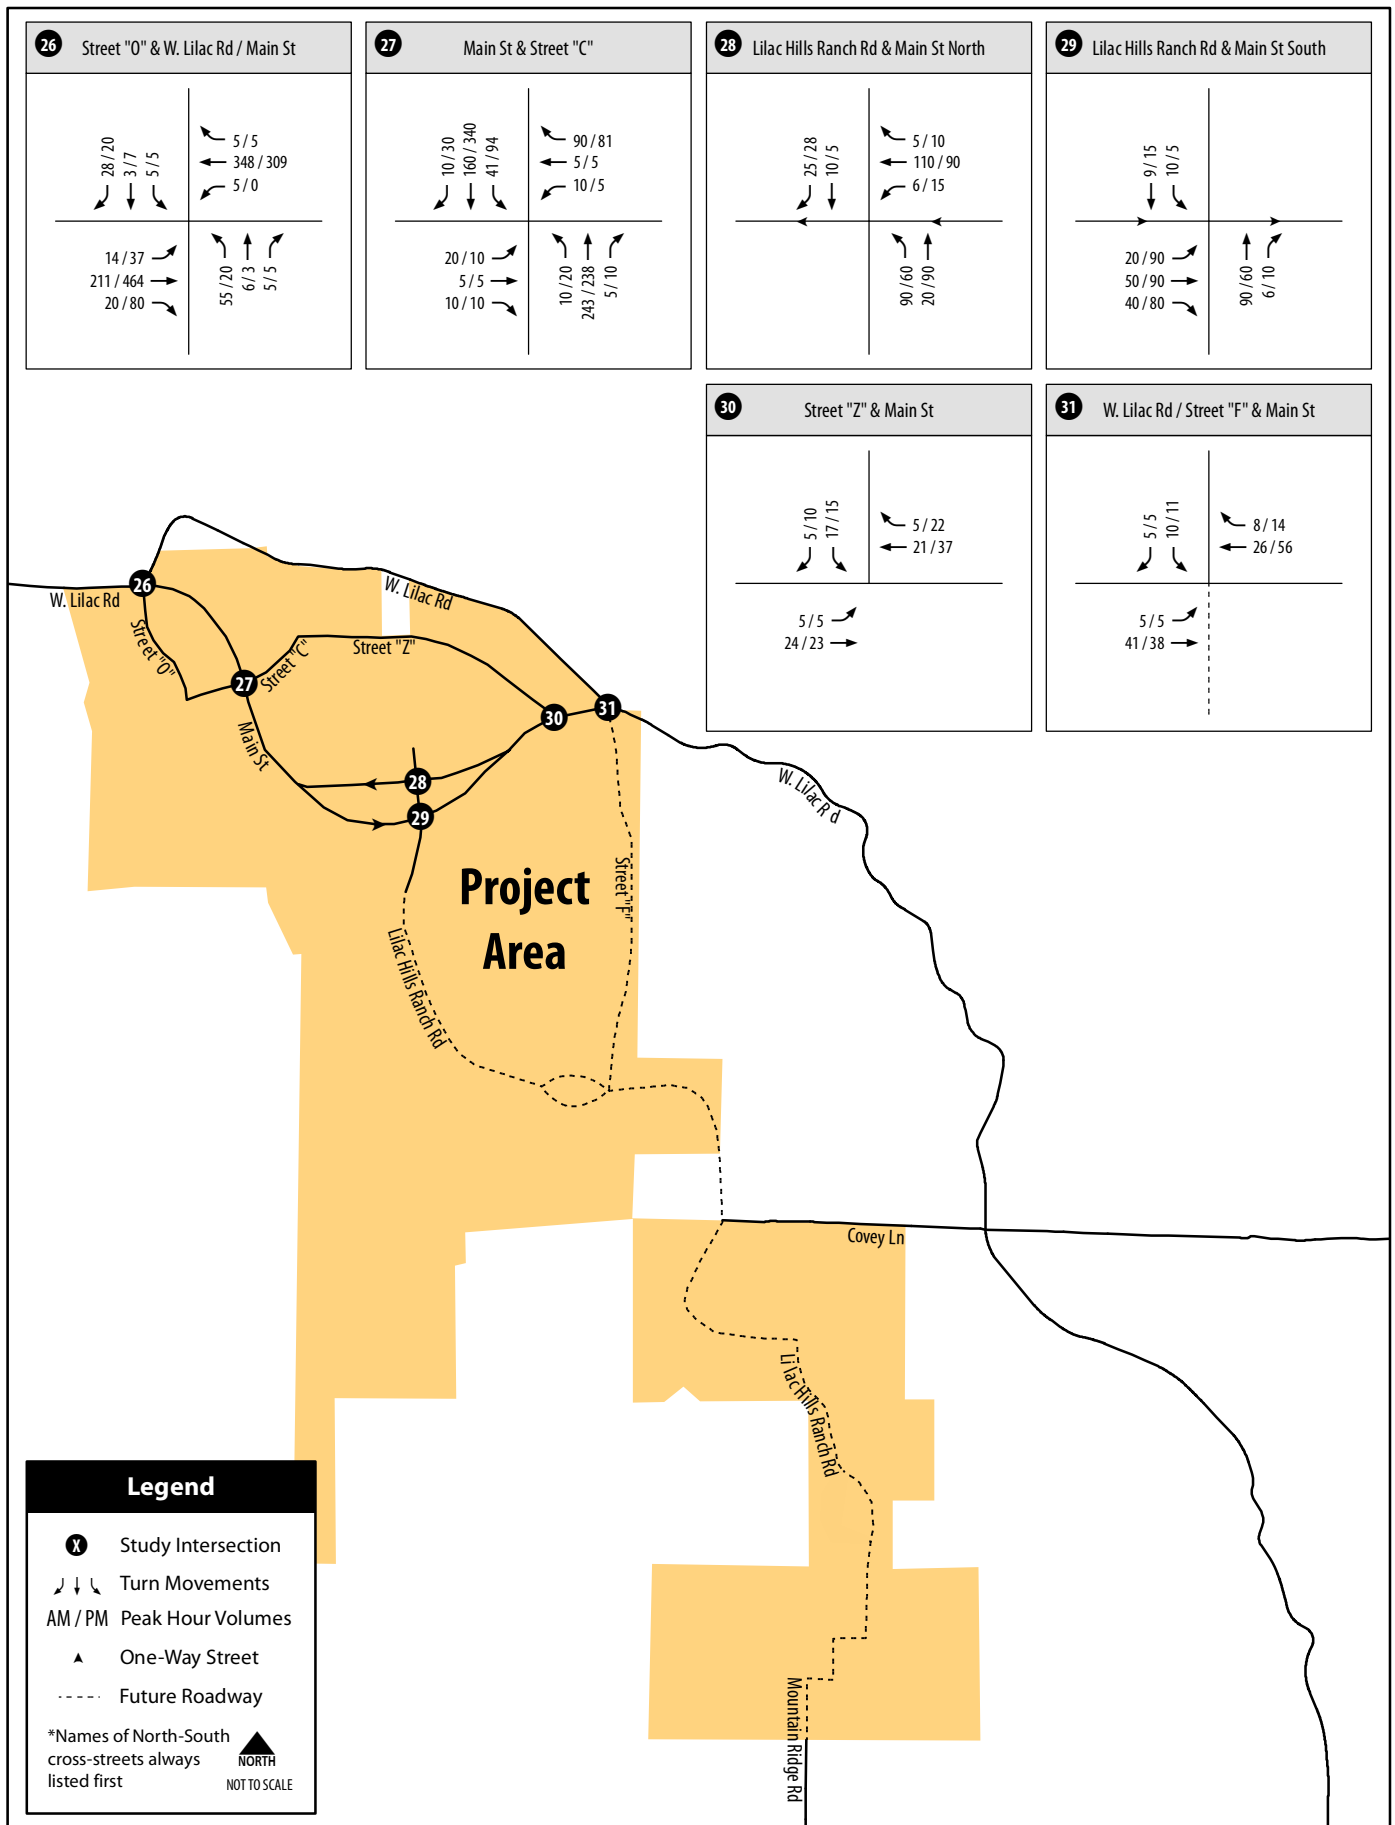 26 Street "O" & W. Lilac Rd / Main St
28 / 20
3 / 7
5 / 5
5 / 5
348 / 309
5 / 0
14 / 37
211 / 464
20 / 80
55 / 20
6 / 3
5 / 5
27 Main St & Street "C"
10 / 30
160 / 340
41 / 94
90 / 81
5 / 5
10 / 5
20 / 10
5 / 5
10 / 10
10 / 20
243 / 238
5 / 10
28 Lilac Hills Ranch Rd & Main St North
25 / 28
10 / 5
5 / 10
110 / 90
6 / 15
90 / 60
20 / 90
29 Lilac Hills Ranch Rd & Main St South
9 / 15
10 / 5
20 / 90
50 / 90
40 / 80
90 / 60
6 / 10
30 Street "Z" & Main St
5 / 10
17 / 15
5 / 22
21 / 37
5 / 5
24 / 23
31 W. Lilac Rd / Street "F" & Main St
5 / 5
10 / 11
8 / 14
26 / 56
5 / 5
41 / 38
26
W. Lilac Rd
W. Lilac Rd
Street "O"
Street "C"
Street "Z"
27
30
31
Main St
28
29
W. Lilac R d
Project
Area
Street "F"
Lilac Hills Ranch Rd
Covey Ln
Li lac Hills Ranch Rd
Mountain Ridge Rd
Legend
X Study Intersection
Turn Movements
AM / PM Peak Hour Volumes
One-Way Street
Future Roadway
*Names of North-South
cross-streets always
listed first
NORTH
NOT TO SCALE